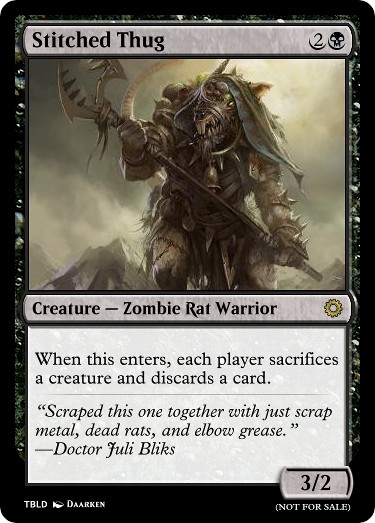 Stitched Thug 2
Creature — Zombie Rat Warrior
When this enters, each player sacrifices
a creature and discards a card.
“Scraped this one together with just scrap
metal, dead rats, and elbow grease.”
—Doctor Juli Bliks
3/2
TBLD Daarken
(NOT FOR SALE)